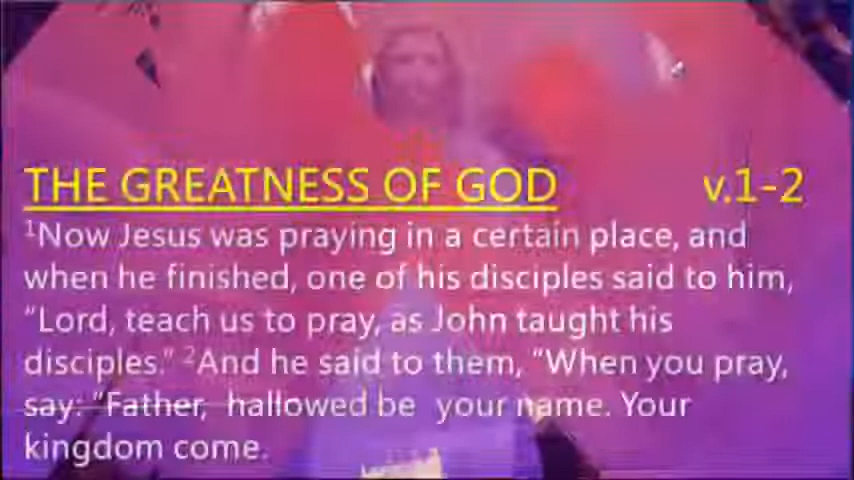 THE GREATNESS OF GOD v.1-2
¹Now Jesus was praying in a certain place, and
when he finished, one of his disciples said to him,
“Lord, teach us to pray, as John taught his
disciples.” ²And he said to them, “When you pray,
say: “Father, hallowed be your name. Your
kingdom come.